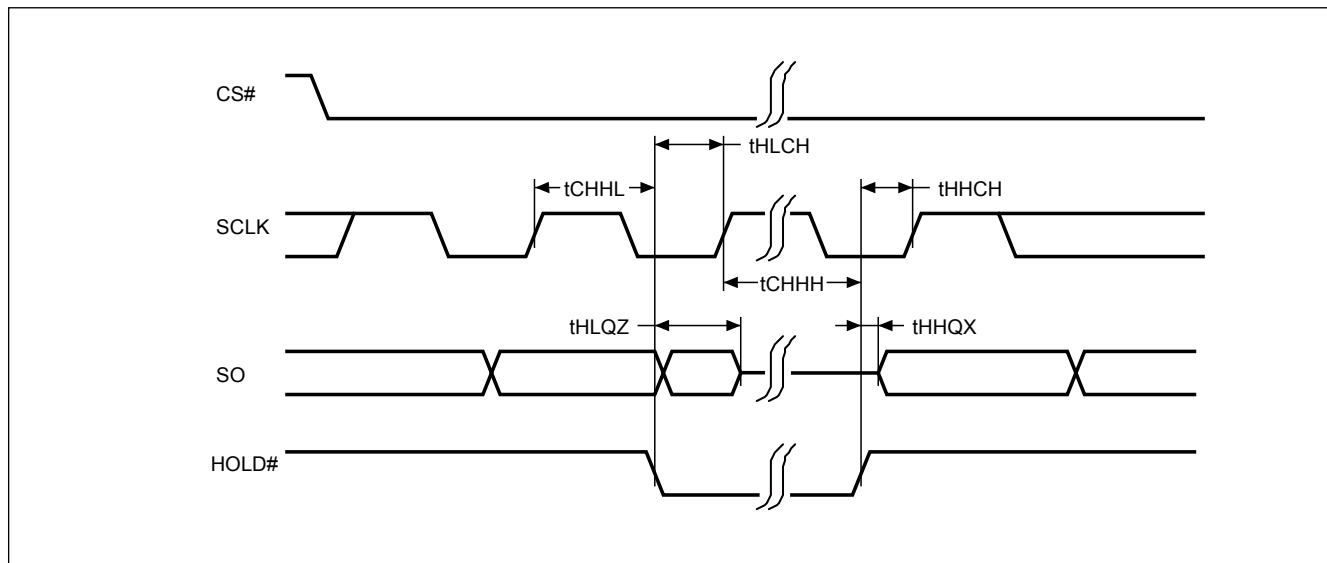 CS#
tHLCH
tCHHL
tHHCH
SCLK
tCHHH
tHLQZ
tHHQX
SO
HOLD#